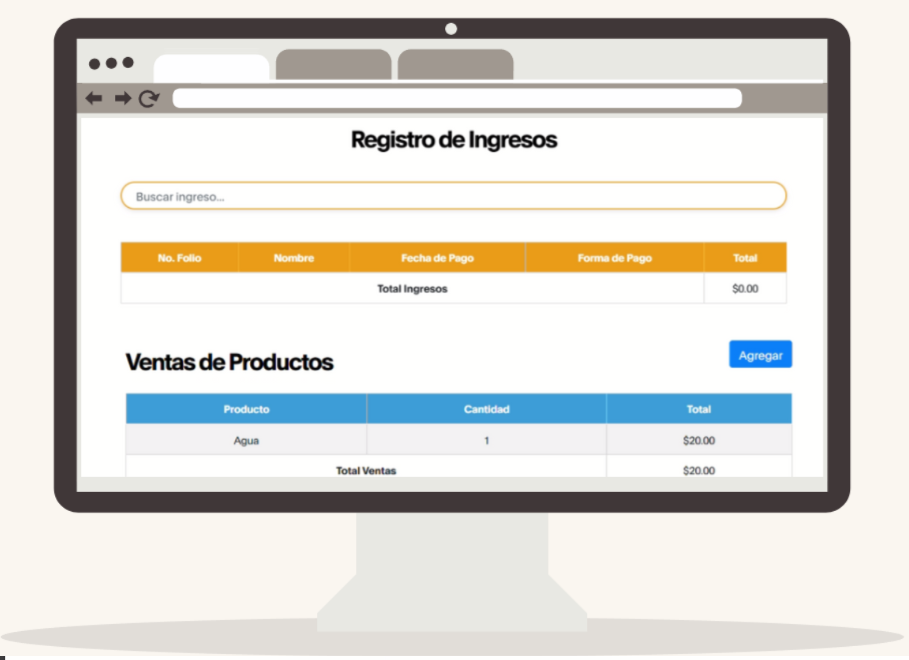 Registro de Ingresos
Buscar ingreso...
No. Folio Nombre Fecha de Pago Forma de Pago Total
Total Ingresos $0.00
Ventas de Productos Agregar
Producto Cantidad Total
Agua 1 $20.00
Total Ventas $20.00